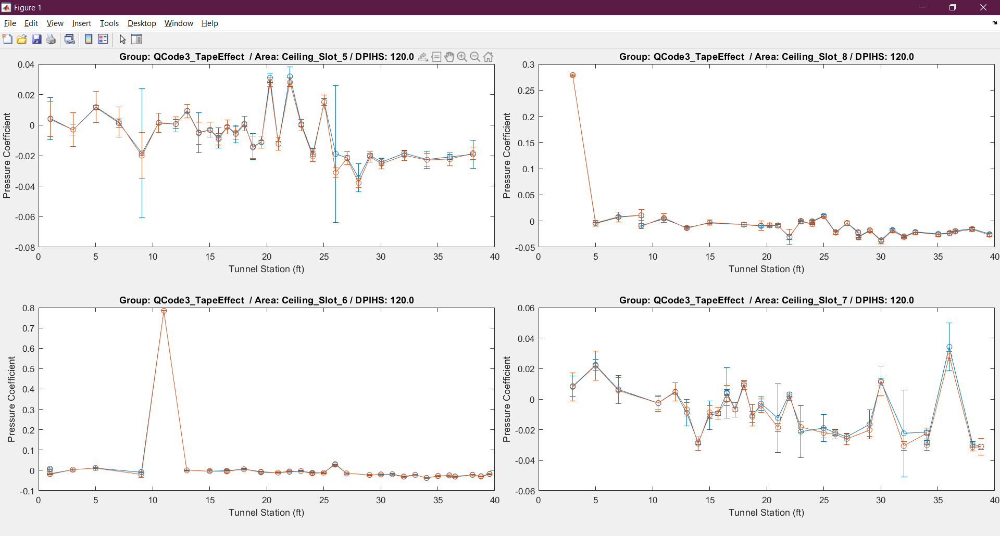 Figure 1
File Edit View Insert Tools Desktop Window Help
Group: QCode3_TapeEffect / Area: Ceiling_Slot_5 / DPIHS: 120.0
0.04
0.02
0
-0.02
-0.04
-0.06
-0.08
Pressure Coefficient
0 5 10 15 20 25 30 35 40
Tunnel Station (ft)
Group: QCode3_TapeEffect / Area: Ceiling_Slot_8 / DPIHS: 120.0
0.3
0.25
0.2
0.15
0.1
0.05
0
-0.05
Pressure Coefficient
0 5 10 15 20 25 30 35 40
Tunnel Station (ft)
Group: QCode3_TapeEffect / Area: Ceiling_Slot_6 / DPIHS: 120.0
0.8
0.7
0.6
0.5
0.4
0.3
0.2
0.1
0
-0.1
Pressure Coefficient
0 5 10 15 20 25 30 35 40
Tunnel Station (ft)
Group: QCode3_TapeEffect / Area: Ceiling_Slot_7 / DPIHS: 120.0
0.06
0.04
0.02
0
-0.02
-0.04
-0.06
Pressure Coefficient
0 5 10 15 20 25 30 35 40
Tunnel Station (ft)